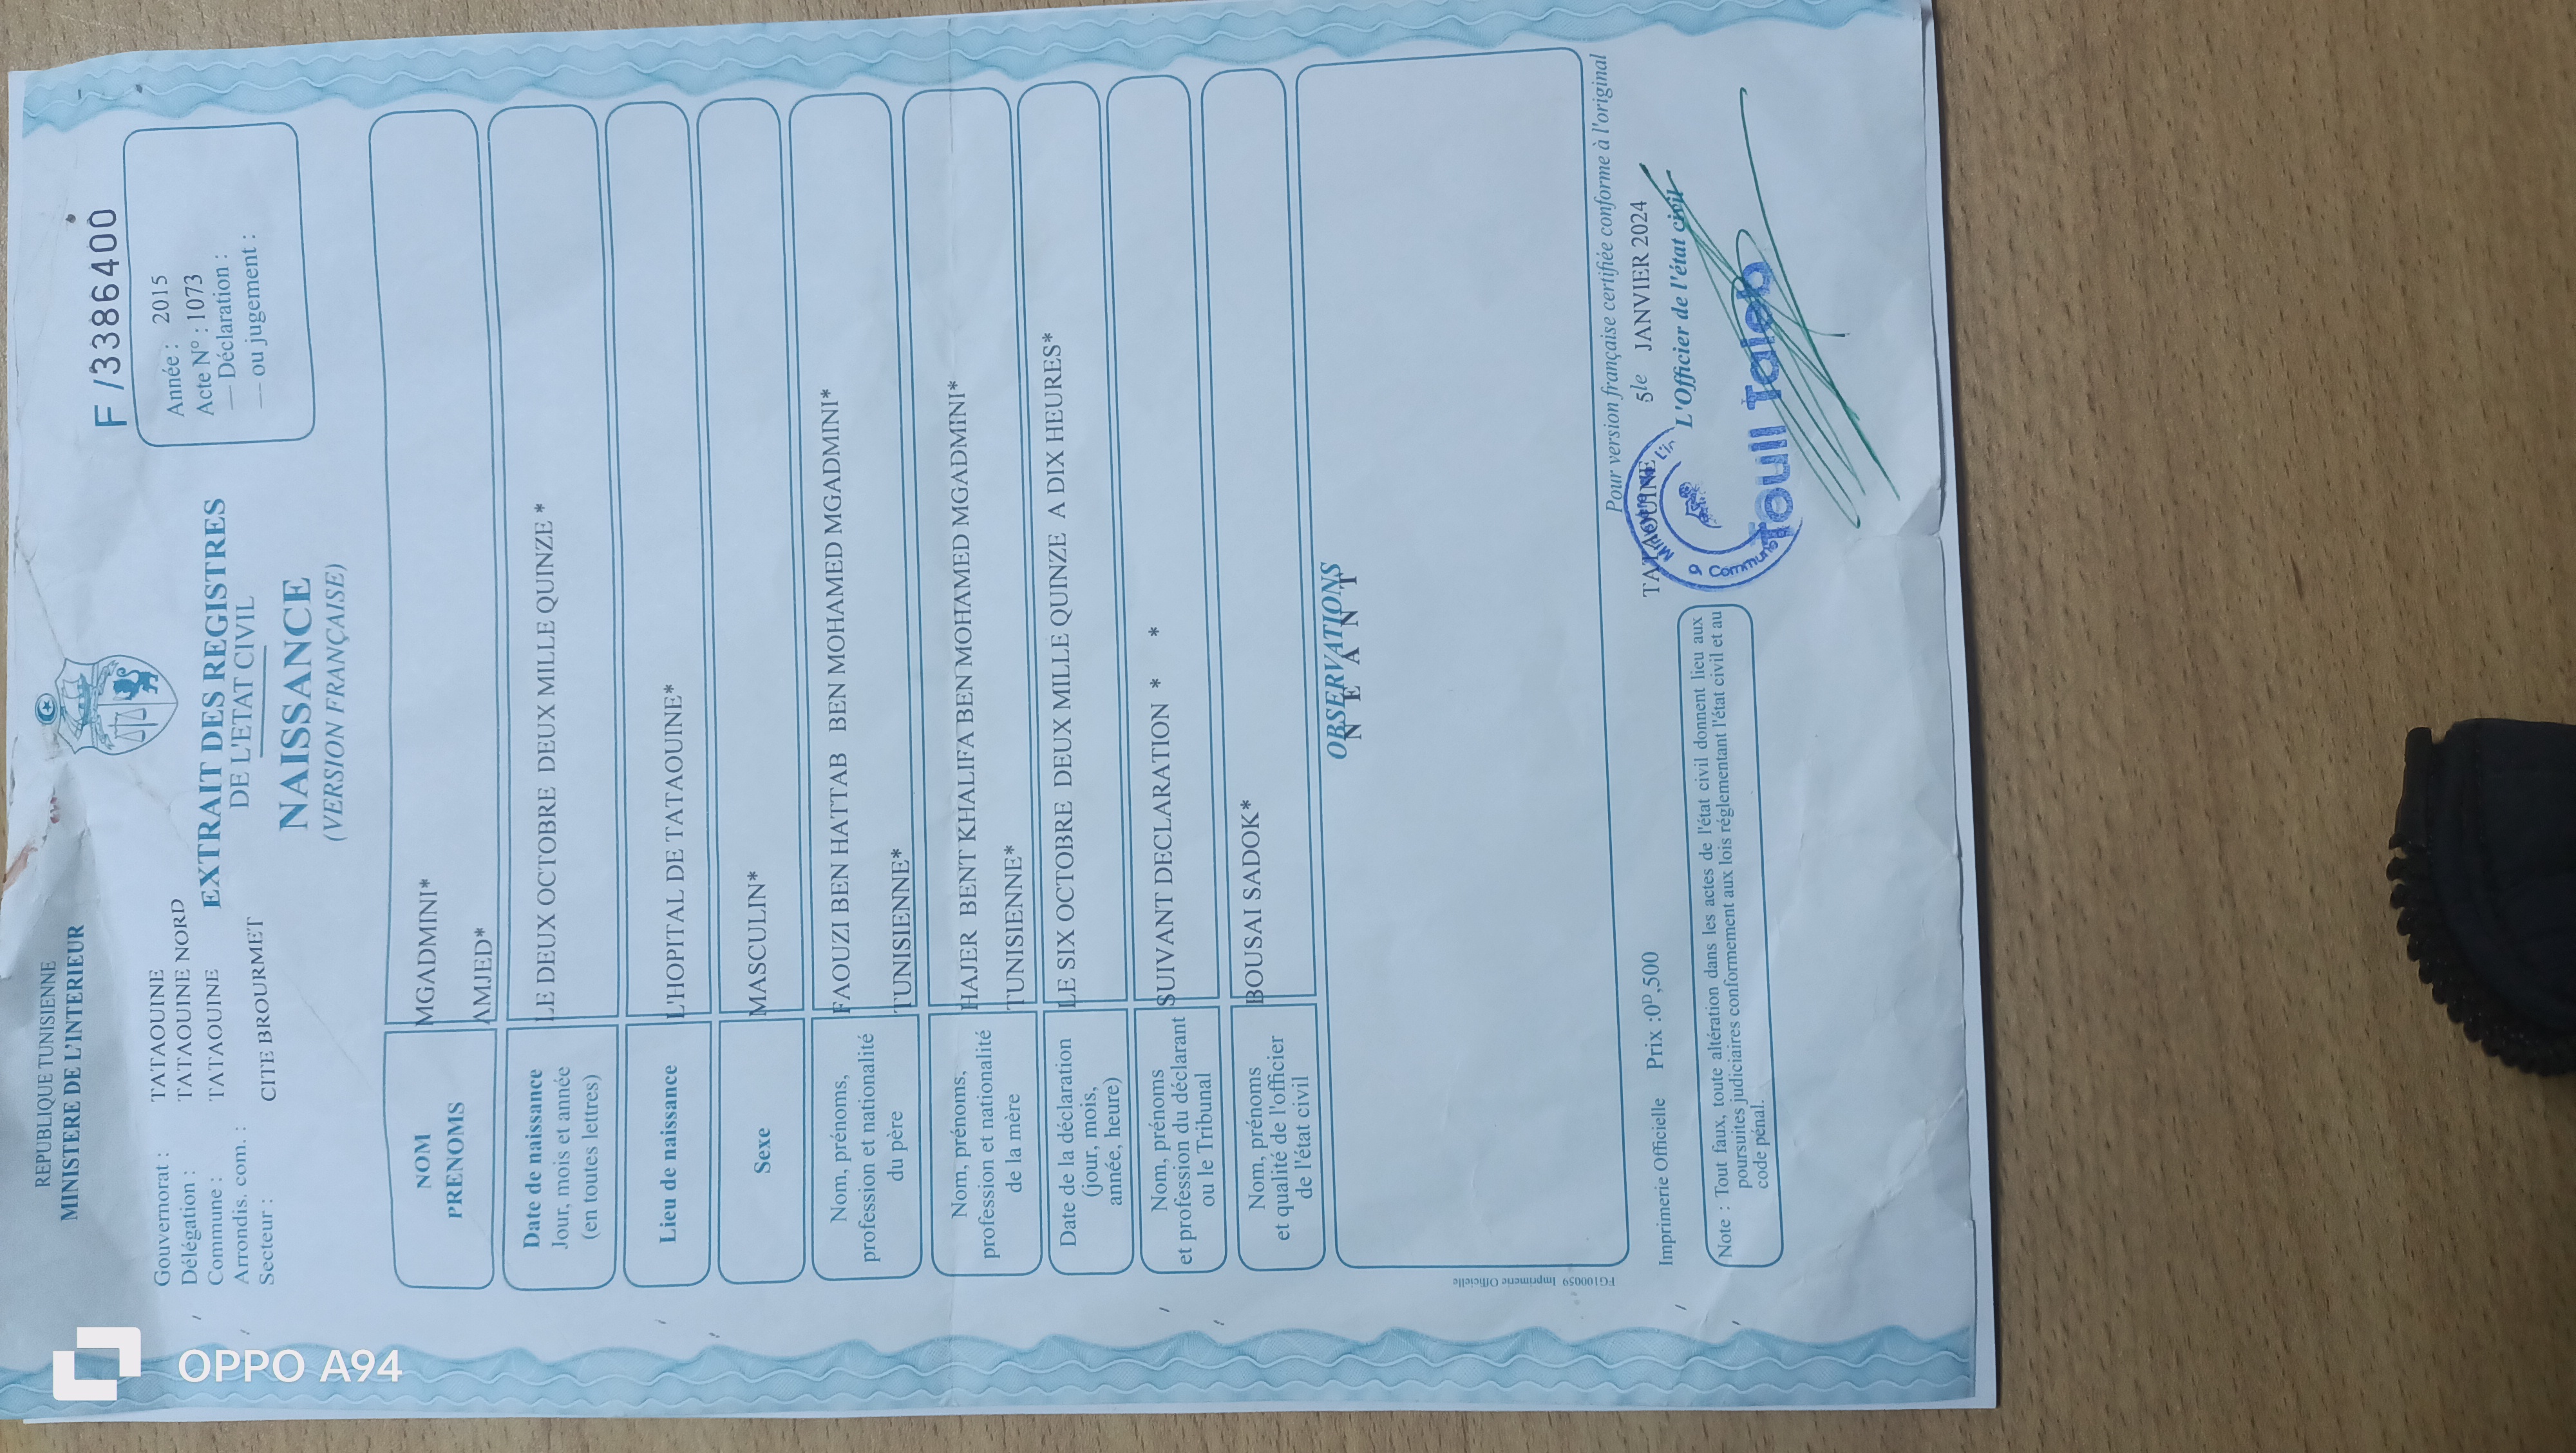 REPUBLIQUE TUNISIENNE
MINISTERE DE L'INTERIEUR
F /3386400
Gouvernorat : TATAOUINE
Délégation : TATAOUINE NORD
Commune : TATAOUINE
Arrondis. com. :
Secteur : CITE BROURMET
EXTRAIT DES REGISTRES
DE L'ETAT CIVIL
NAISSANCE
(VERSION FRANÇAISE)
Année : 2015
Acte N° : 1073
— Déclaration :
— ou jugement :
NOM MGADMINI*
PRENOMS AMJED*
Date de naissance
Jour, mois et année
(en toutes lettres)
LE DEUX OCTOBRE DEUX MILLE QUINZE *
Lieu de naissance L'HOPITAL DE TATAOUINE*
Sexe MASCULIN*
Nom, prénoms,
profession et nationalité
du père
FAOUZI BEN HATTAB BEN MOHAMED MGADMINI*
TUNISIENNE*
Nom, prénoms,
profession et nationalité
de la mère
HAJER BENT KHALIFA BEN MOHAMED MGADMINI*
TUNISIENNE*
Date de la déclaration
(jour, mois,
année, heure)
LE SIX OCTOBRE DEUX MILLE QUINZE A DIX HEURES*
Nom, prénoms
et profession du déclarant
ou le Tribunal
SUIVANT DECLARATION * *
Nom, prénoms
et qualité de l'officier
de l'état civil
BOUSAI SADOK*
OBSERVATIONS
N E A N T
FG100059 Imprimerie Officielle
Pour version française certifiée conforme à l'original
TATAOUINE 5le JANVIER 2024
L'Officier de l'état civil
Touil Taieb
Imprimerie Officielle Prix :0D,500
Note : Tout faux, toute altération dans les actes de l'état civil donnent lieu aux
poursuites judiciaires conformement aux lois réglementant l'état civil et au
code pénal.
OPPO A94